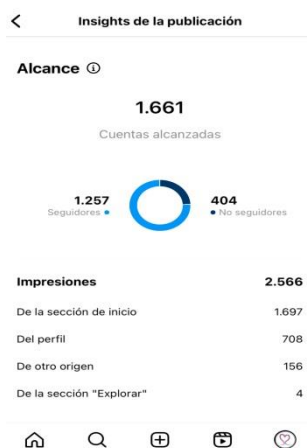 Insights de la publicación
Alcance
1.661
Cuentas alcanzadas
1.257
Seguidores
404
No seguidores
Impresiones 2.566
De la sección de inicio 1.697
Del perfil 708
De otro origen 156
De la sección "Explorar" 4